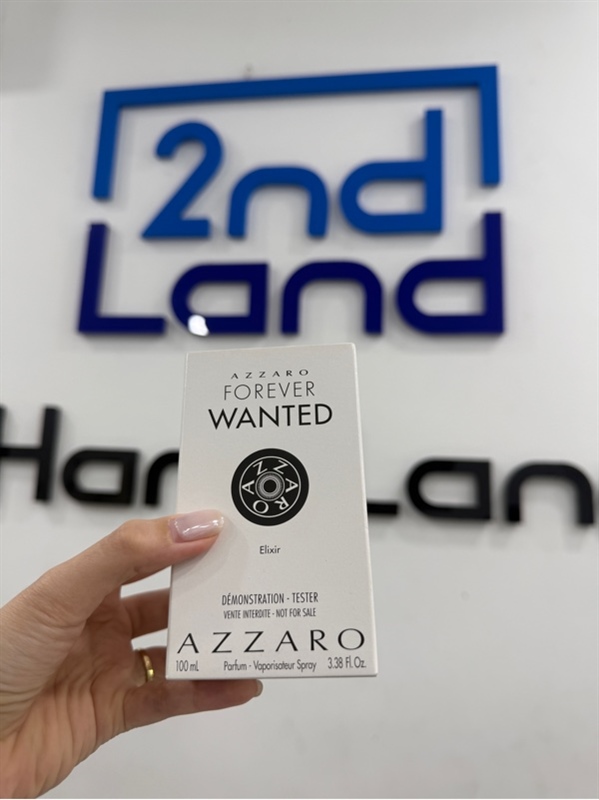 2nd
Land
AZZARO
FOREVER
WANTED
AZZARO
Elixir
DÉMONSTRATION - TESTER
VENTE INTERDITE - NOT FOR SALE
AZZARO
100 mL Parfum - Vaporisateur Spray 3.38 Fl. Oz.